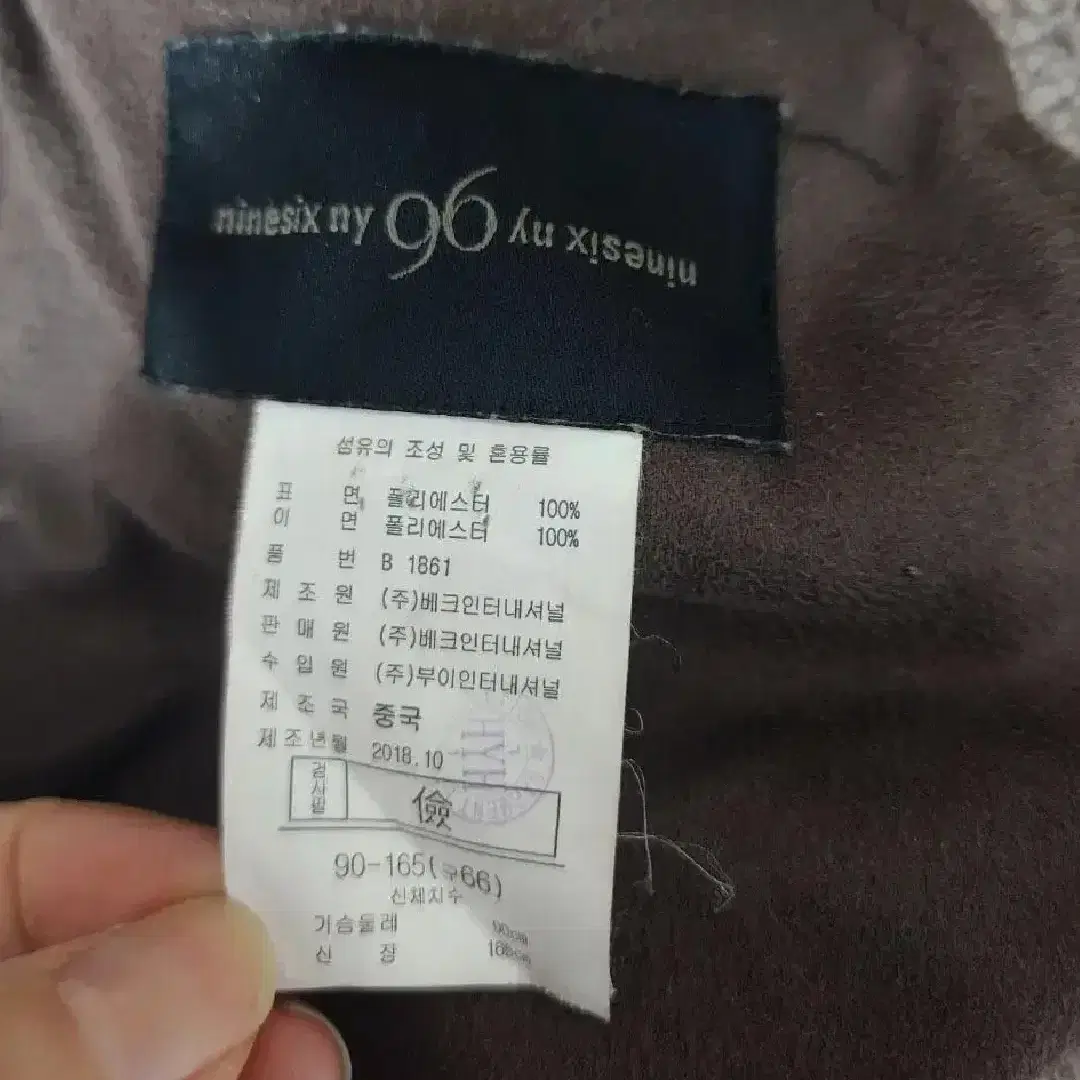 ninesix ny 96 ninesix ny
섬유의 조성 및 혼용률
표 면 폴리에스터 100%
이 면 폴리에스터 100%
품 번 B 1861
제 조 원 (주)베크인터내셔널
판 매 원 (주)베크인터내셔널
수 입 원 (주)부이인터내셔널
제 조 국 중국
제조년월 2018.10
검사필 儉
90-165(구66)
신체치수
가슴둘레
신 장